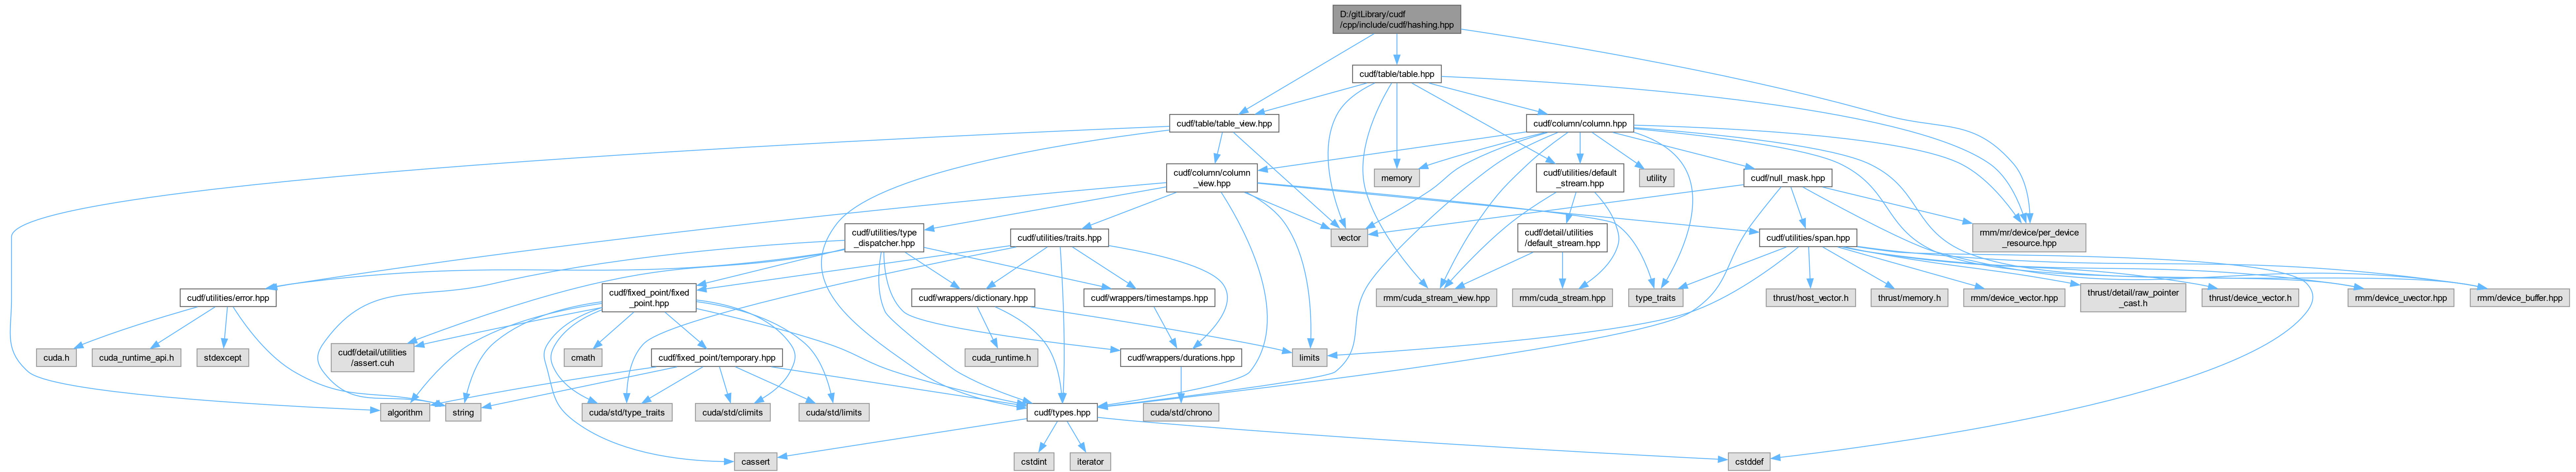 D:/gitLibrary/cudf
/cpp/include/cudf/hashing.hpp
cudf/table/table.hpp
cudf/table/table_view.hpp
cudf/column/column.hpp
cudf/column/column
_view.hpp
memory
cudf/utilities/default
_stream.hpp
utility
cudf/null_mask.hpp
cudf/utilities/type
_dispatcher.hpp
cudf/utilities/traits.hpp
vector
cudf/detail/utilities
/default_stream.hpp
cudf/utilities/span.hpp
rmm/mr/device/per_device
_resource.hpp
cudf/utilities/error.hpp
cudf/fixed_point/fixed
_point.hpp
cudf/wrappers/dictionary.hpp
cudf/wrappers/timestamps.hpp
rmm/cuda_stream_view.hpp
rmm/cuda_stream.hpp
type_traits
thrust/host_vector.h
thrust/memory.h
rmm/device_vector.hpp
thrust/detail/raw_pointer
_cast.h
thrust/device_vector.h
rmm/device_uvector.hpp
rmm/device_buffer.hpp
cuda.h
cuda_runtime_api.h
stdexcept
cudf/detail/utilities
/assert.cuh
cmath
cudf/fixed_point/temporary.hpp
cuda_runtime.h
cudf/wrappers/durations.hpp
limits
algorithm
string
cuda/std/type_traits
cuda/std/climits
cuda/std/limits
cudf/types.hpp
cuda/std/chrono
cassert
cstdint
iterator
cstddef